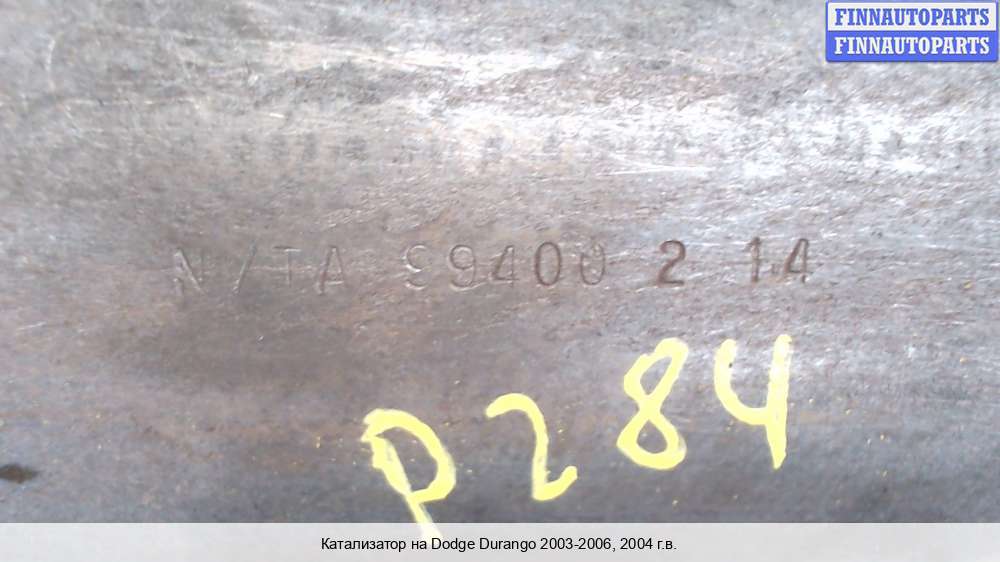 FINNAUTOPARTS
FINNAUTOPARTS
N/TA 99400 2 14
P284
Катализатор на Dodge Durango 2003-2006, 2004 г.в.